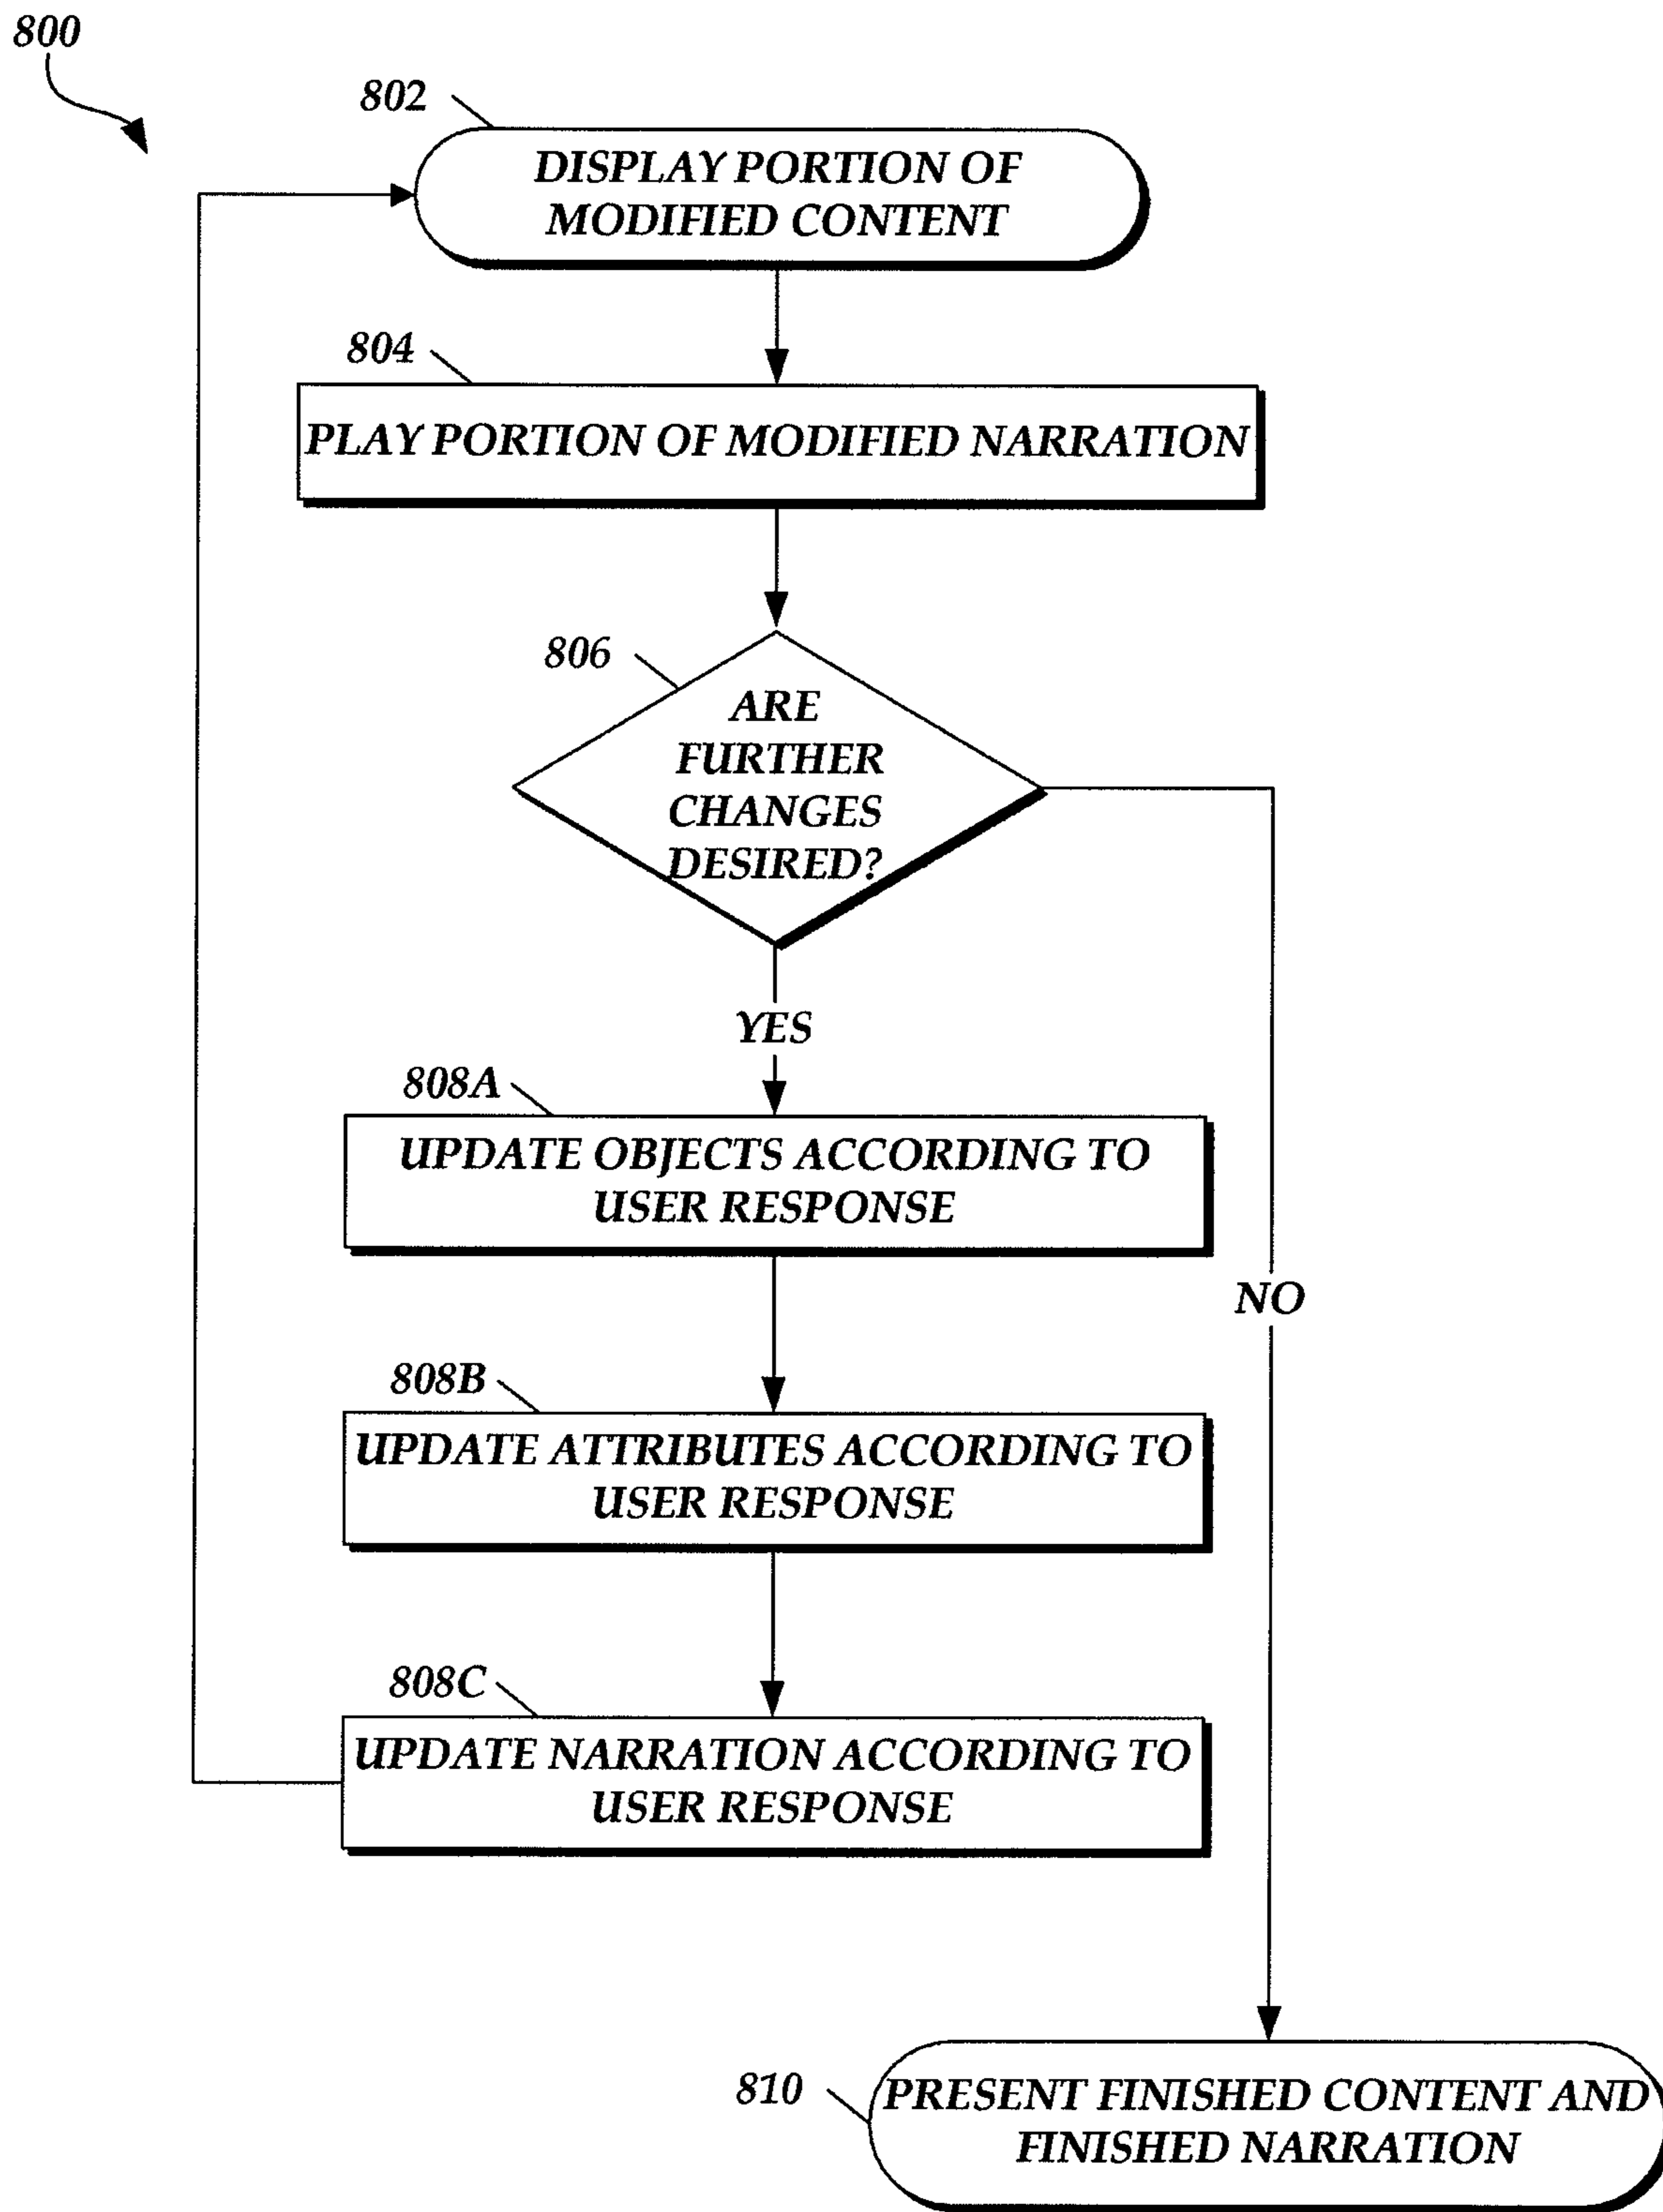 800
802
DISPLAY PORTION OF
MODIFIED CONTENT
804
PLAY PORTION OF MODIFIED NARRATION
806
ARE
FURTHER
CHANGES
DESIRED?
YES
808A
UPDATE OBJECTS ACCORDING TO
USER RESPONSE
NO
808B
UPDATE ATTRIBUTES ACCORDING TO
USER RESPONSE
808C
UPDATE NARRATION ACCORDING TO
USER RESPONSE
810
PRESENT FINISHED CONTENT AND
FINISHED NARRATION